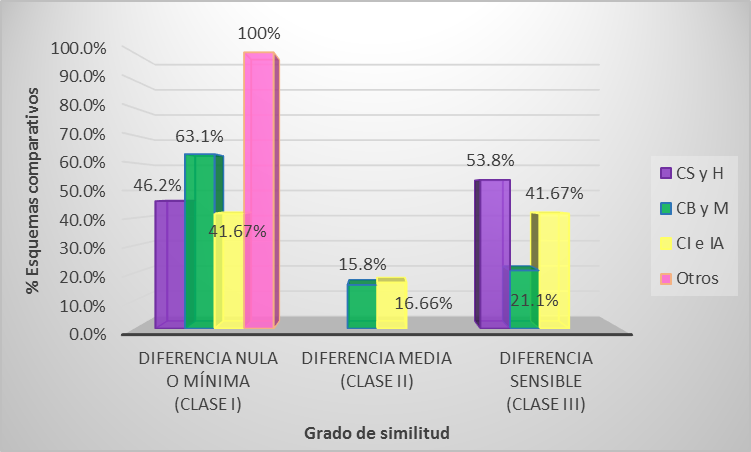 100%
100.0%
90.0%
80.0%
70.0%
60.0%
50.0%
40.0%
30.0%
20.0%
10.0%
0.0%
% Esquemas comparativos
46.2%
63.1%
41.67%
15.8%
16.66%
53.8%
21.1%
41.67%
CS y H
CB y M
CI e IA
Otros
DIFERENCIA NULA
O MÍNIMA
(CLASE I)
DIFERENCIA MEDIA
(CLASE II)
DIFERENCIA
SENSIBLE
(CLASE III)
Grado de similitud